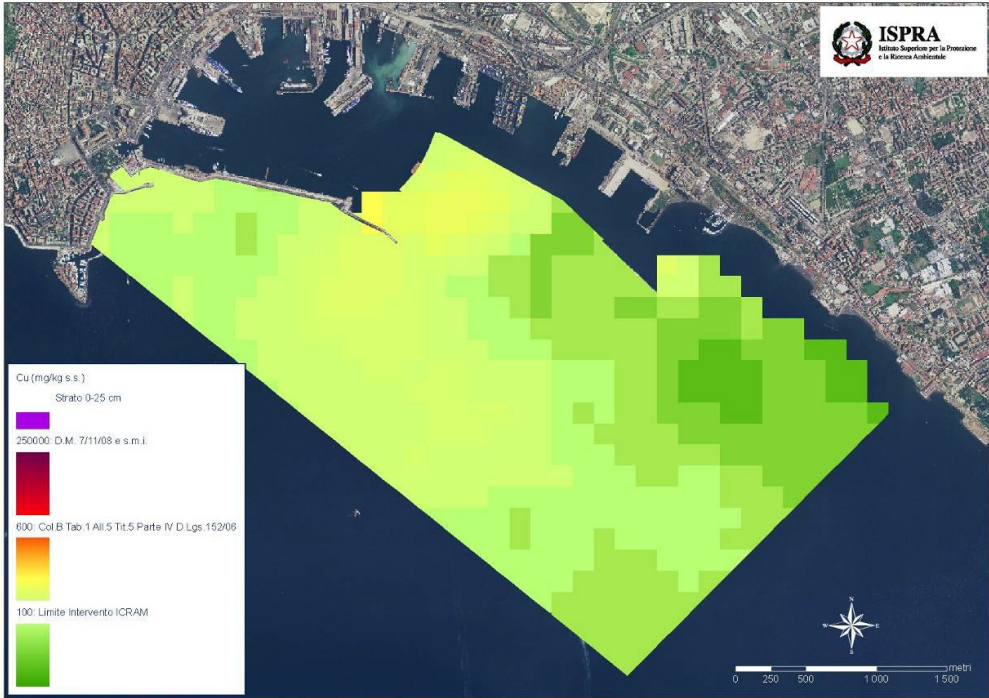 ISPRA
Istituto Superiore per la Protezione
e la Ricerca Ambientale
Cu (mg/kg s.s.)
Strato 0-25 cm
250000: D.M. 7/11/08 e s.m.i.
600: Col.B Tab.1 All.5 Tit.5 Parte IV D.Lgs.152/06
100: Limite Intervento ICRAM
N
W E
S
metri
0 250 500 1 000 1 500